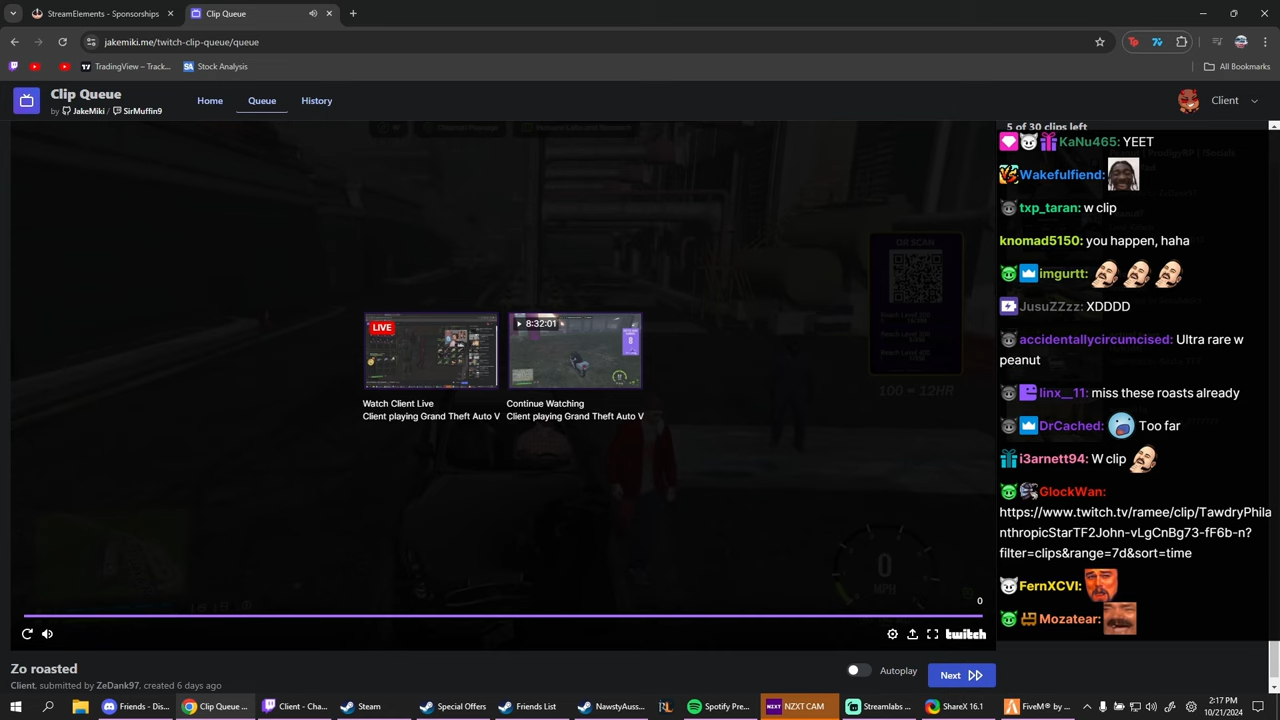 StreamElements - Sponsorships
Clip Queue
jakemiki.me/twitch-clip-queue/queue
TradingView – Track...
Stock Analysis
All Bookmarks
Clip Queue
by JakeMiki / SirMuffin9
Home
Queue
History
Client
5 of 30 clips left
KaNu465: YEET
Wakefulfiend:
txp_taran: w clip
knomad5150: you happen, haha
imgurtt:
JusuZZzz: XDDDD
accidentallycircumcised: Ultra rare w
peanut
linx__11: miss these roasts already
DrCached: Too far
i3arnett94: W clip
GlockWan:
https://www.twitch.tv/ramee/clip/TawdryPhila
nthropicStarTF2John-vLgCnBg73-fF6b-n?
filter=clips&range=7d&sort=time
FernXCVI:
Mozatear:
QR SCAN
100 = 12HR
LIVE
8:32:01
Watch Client Live
Client playing Grand Theft Auto V
Continue Watching
Client playing Grand Theft Auto V
0
MPH
0
twitch
Zo roasted
Client, submitted by ZeDank97, created 6 days ago
Autoplay
Next
Friends - Dis...
Clip Queue ...
Client - Cha...
Steam
Special Offers
Friends List
NawstyAuss...
Spotify Pre...
NZXT CAM
Streamlabs ...
ShareX 16.1
FiveM® by ...
2:17 PM
10/21/2024